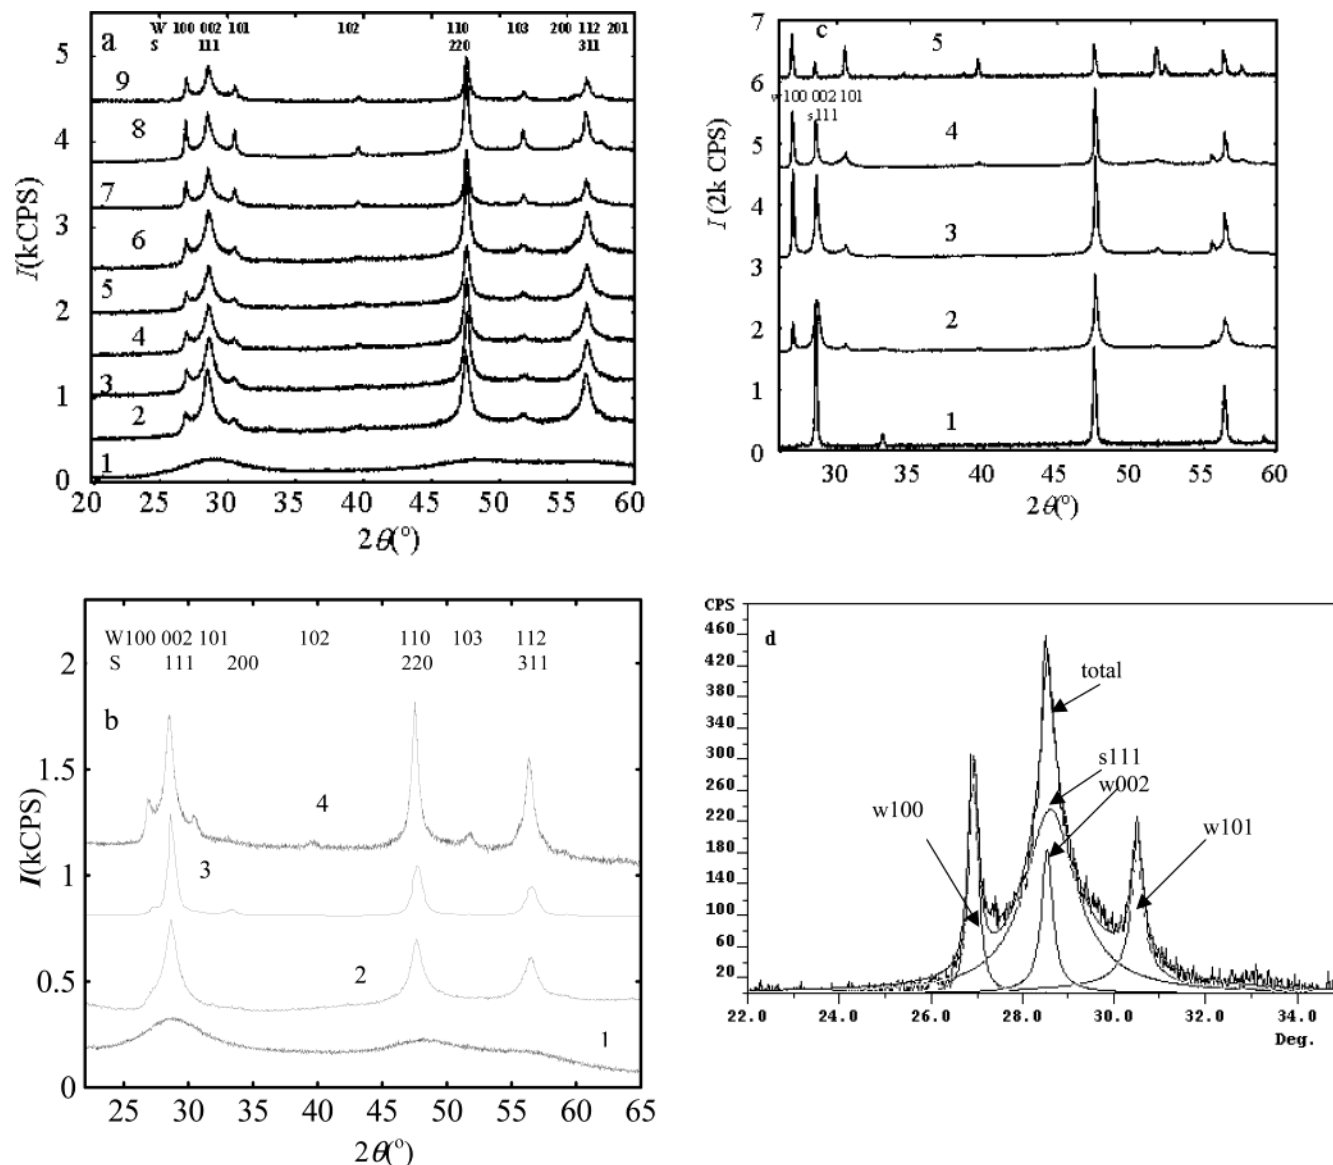 a
W 100 002 101 102 110 103 200 112 201
S 111 220 311
5
4
3
2
1
0
I(kCPS)
9
8
7
6
5
4
3
2
1
20 25 30 35 40 45 50 55 60
2θ(°)
7
6
5
4
3
2
1
0
I (2k CPS)
c
5
w100 002 101
s111
4
3
2
1
30 35 40 45 50 55 60
2θ(°)
W100 002 101 102 110 103 112
S 111 200 220 311
b
2
1.5
1
0.5
0
I(kCPS)
4
3
2
1
25 30 35 40 45 50 55 60 65
2θ(°)
CPS
460
420
380
340
300
260
220
180
140
100
60
20
d
total
s111
w002
w100
w101
22.0 24.0 26.0 28.0 30.0 32.0 34.0
Deg.